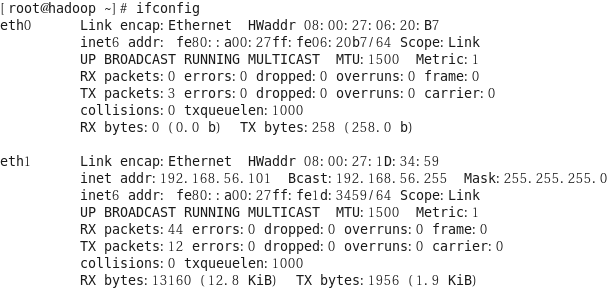 [root@hadoop ~]# ifconfig
eth0      Link encap:Ethernet  HWaddr 08:00:27:06:20:B7
          inet6 addr: fe80::a00:27ff:fe06:20b7/64 Scope:Link
          UP BROADCAST RUNNING MULTICAST  MTU:1500  Metric:1
          RX packets:0 errors:0 dropped:0 overruns:0 frame:0
          TX packets:3 errors:0 dropped:0 overruns:0 carrier:0
          collisions:0 txqueuelen:1000
          RX bytes:0 (0.0 b)  TX bytes:258 (258.0 b)

eth1      Link encap:Ethernet  HWaddr 08:00:27:1D:34:59
          inet addr:192.168.56.101  Bcast:192.168.56.255  Mask:255.255.255.0
          inet6 addr: fe80::a00:27ff:fe1d:3459/64 Scope:Link
          UP BROADCAST RUNNING MULTICAST  MTU:1500  Metric:1
          RX packets:44 errors:0 dropped:0 overruns:0 frame:0
          TX packets:12 errors:0 dropped:0 overruns:0 carrier:0
          collisions:0 txqueuelen:1000
          RX bytes:13160 (12.8 KiB)  TX bytes:1956 (1.9 KiB)